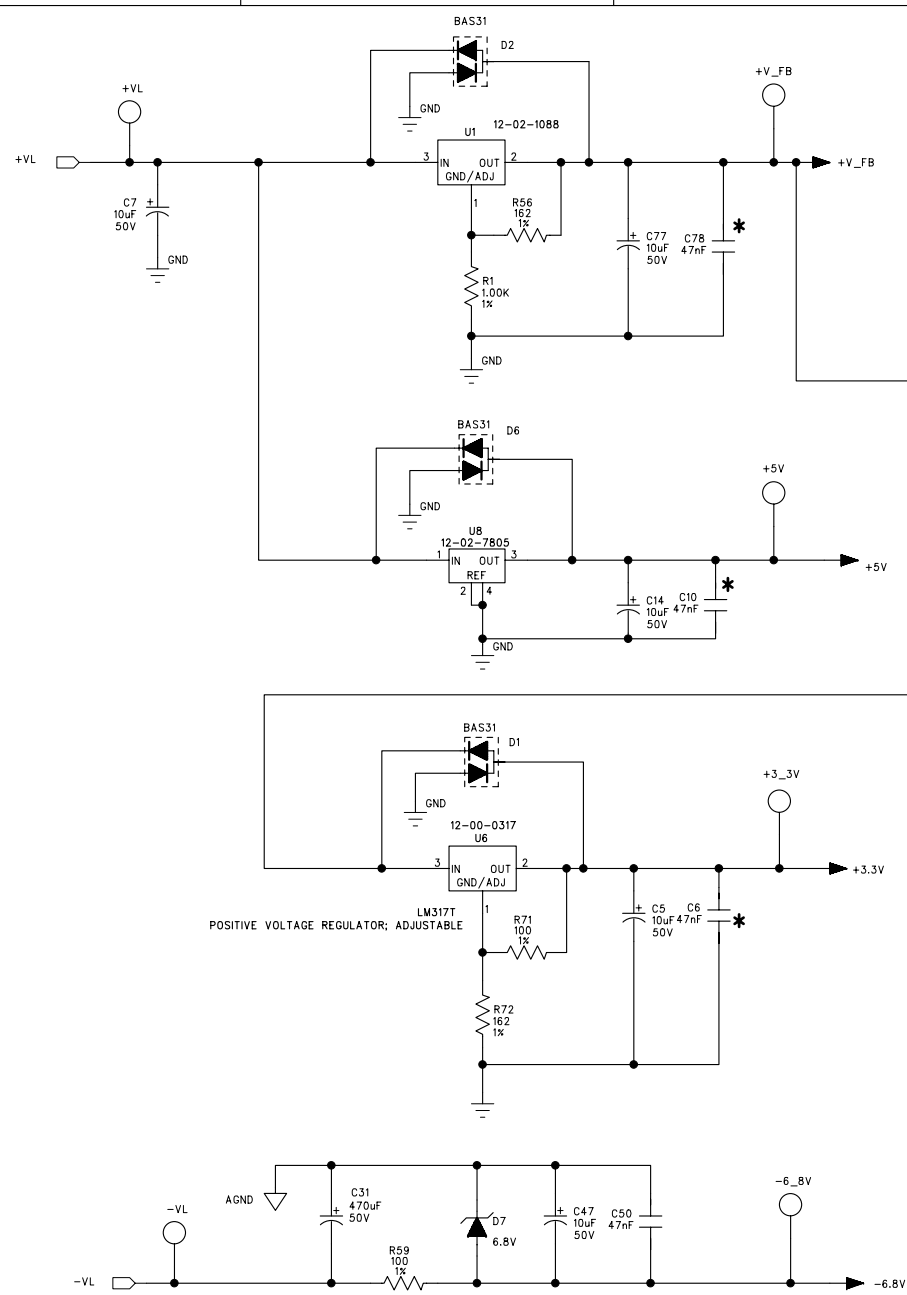 BAS31
D2
+VL
+V_FB
GND
U1
12-02-1088
+VL
3
IN
OUT
2
+V_FB
GND/ADJ
1
R56
162
1%
C7
10uF
50V
+
GND
+
C77
10uF
50V
C78
47nF
*
R1
1.00K
1%
GND
BAS31
D6
+5V
GND
U8
12-02-7805
1
IN
OUT
3
REF
2
4
+5V
+
C14
10uF
50V
C10
47nF
*
GND
BAS31
D1
+3_3V
GND
12-00-0317
U6
3
IN
OUT
2
GND/ADJ
+3.3V
1
LM317T
POSITIVE VOLTAGE REGULATOR; ADJUSTABLE
R71
100
1%
+
C5
10uF
50V
C6
47nF
*
R72
162
1%
AGND
-VL
+
C31
470uF
50V
D7
6.8V
+
C47
10uF
50V
C50
47nF
-6_8V
R59
100
1%
-VL
-6.8V